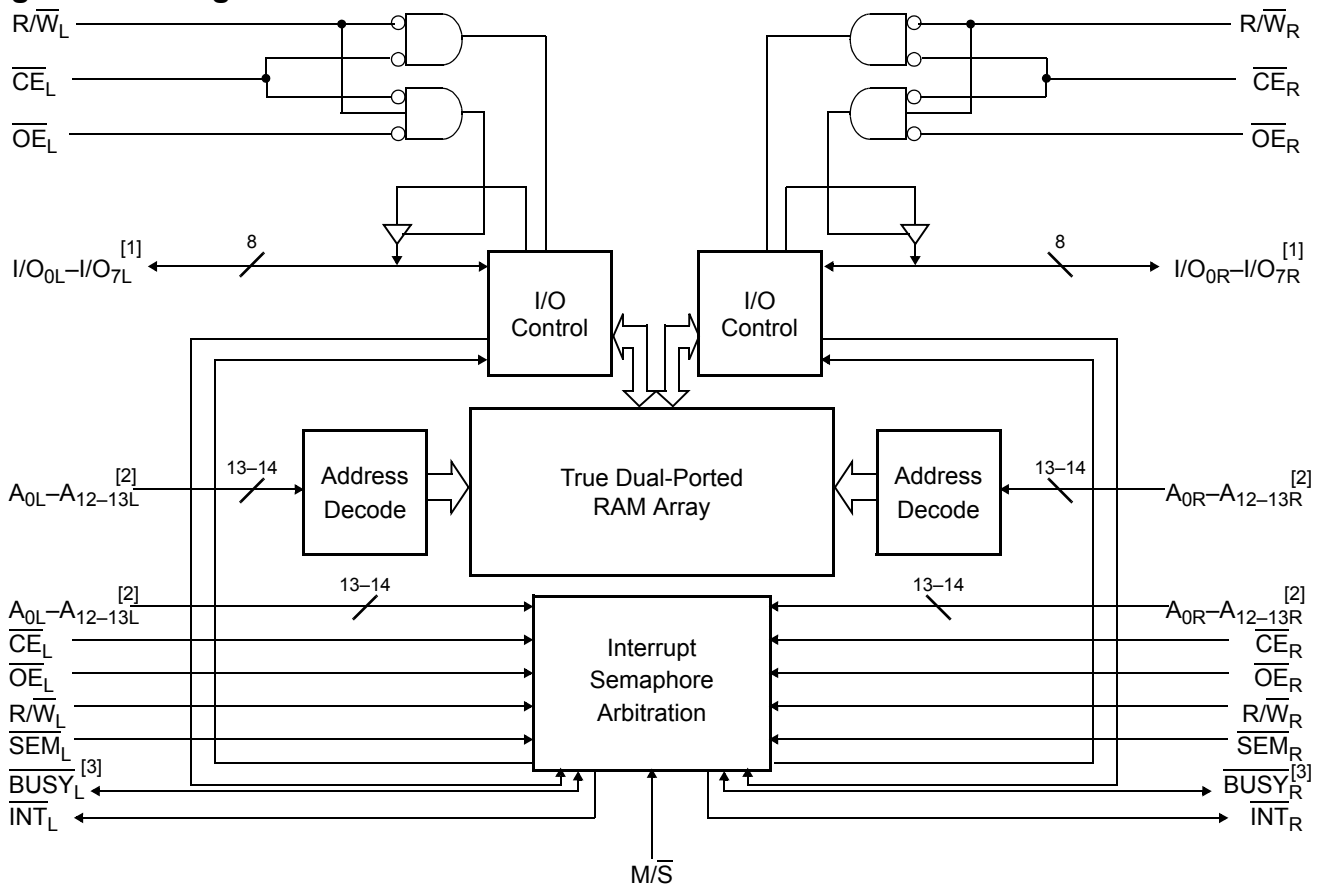 R/W̅L
R/W̅R
C̅E̅L
C̅E̅R
O̅E̅L
O̅E̅R
I/O0L–I/O7L[1]
8
8
I/O0R–I/O7R[1]
I/O
Control
I/O
Control
A0L–A12–13L[2]
13–14
Address
Decode
True Dual-Ported
RAM Array
Address
Decode
13–14
A0R–A12–13R[2]
A0L–A12–13L[2]
13–14
Interrupt
Semaphore
Arbitration
13–14
A0R–A12–13R[2]
C̅E̅L
C̅E̅R
O̅E̅L
O̅E̅R
R/W̅L
R/W̅R
S̅E̅M̅L
S̅E̅M̅R
B̅U̅S̅Y̅L[3]
B̅U̅S̅Y̅R[3]
I̅N̅T̅L
I̅N̅T̅R
M/S̅